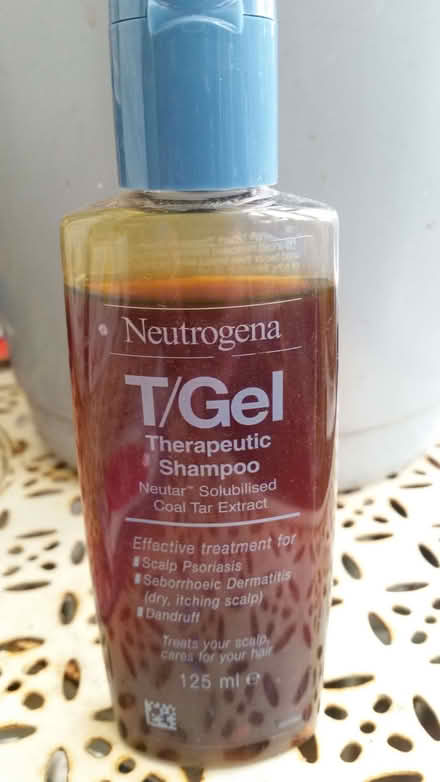 Neutrogena
T/Gel
Therapeutic
Shampoo
Neutar™ Solubilised
Coal Tar Extract
Effective treatment for
Scalp Psoriasis
Seborrhoeic Dermatitis
(dry, itching scalp)
Dandruff
Treats your scalp,
cares for your hair
125 ml ℮